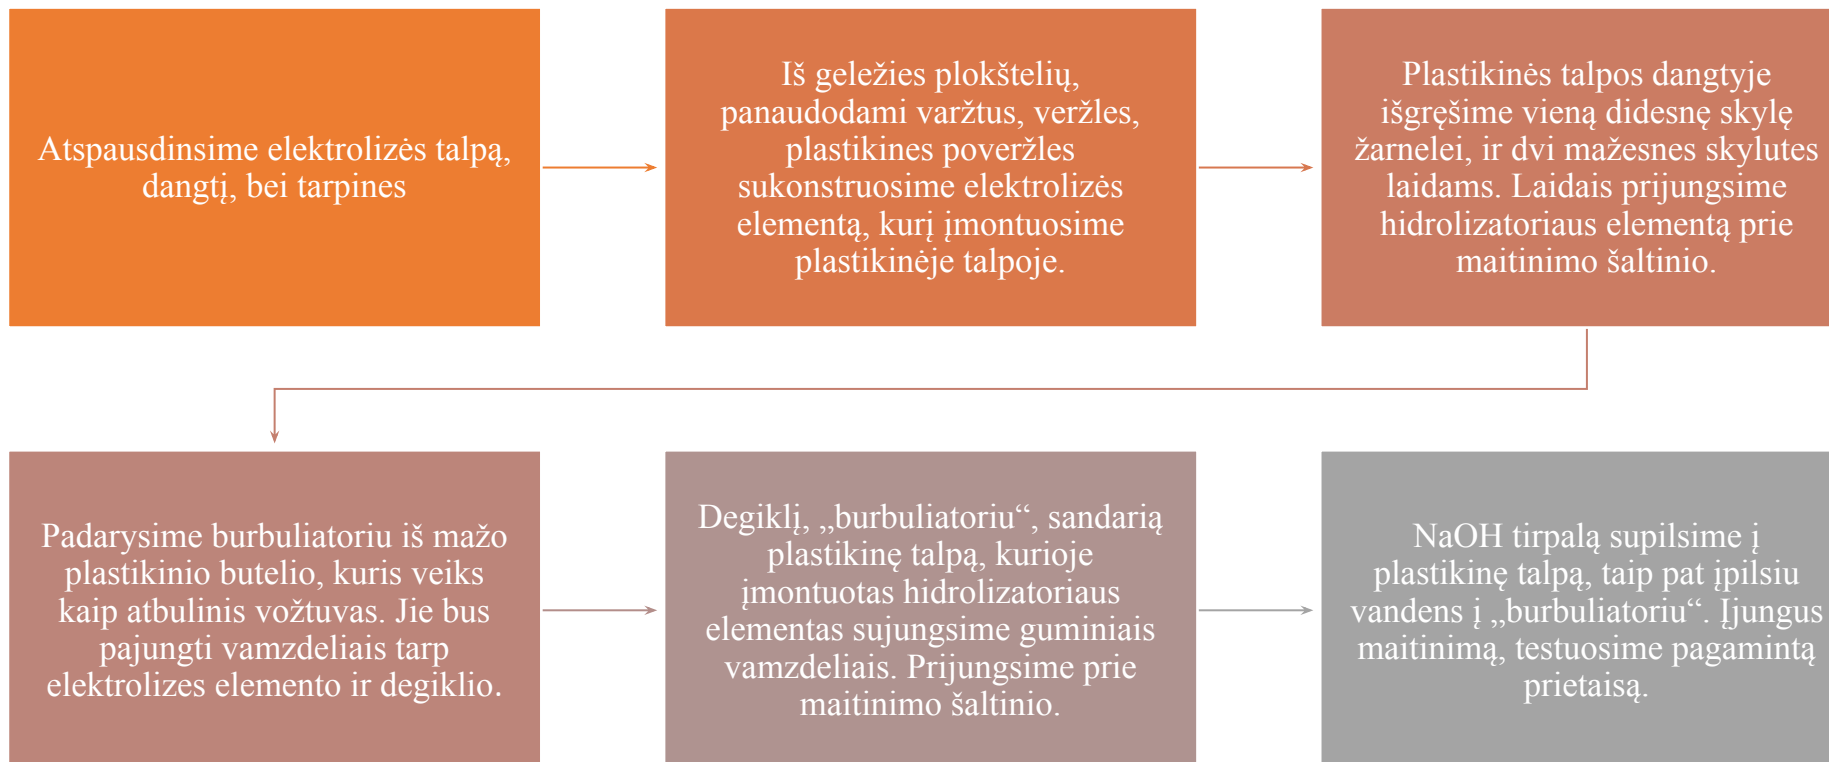 Atspausdinsime elektrolizės talpą,
dangtį, bei tarpines
Iš geležies plokštelių,
panaudodami varžtus, veržles,
plastikines poveržles
sukonstruosime elektrolizės
elementą, kurį įmontuosime
plastikinėje talpoje.
Plastikinės talpos dangtyje
išgręšime vieną didesnę skylę
žarnelei, ir dvi mažesnes skylutes
laidams. Laidais prijungsime
hidrolizatoriaus elementą prie
maitinimo šaltinio.
Padarysime burbuliatoriu iš mažo
plastikinio butelio, kuris veiks
kaip atbulinis vožtuvas. Jie bus
pajungti vamzdeliais tarp
elektrolizes elemento ir degiklio.
Degiklį, „burbuliatoriu“, sandarią
plastikinę talpą, kurioje
įmontuotas hidrolizatoriaus
elementas sujungsime guminiais
vamzdeliais. Prijungsime prie
maitinimo šaltinio.
NaOH tirpalą supilsime į
plastikinę talpą, taip pat įpilsiu
vandens į „burbuliatoriu“. Įjungus
maitinimą, testuosime pagamintą
prietaisą.